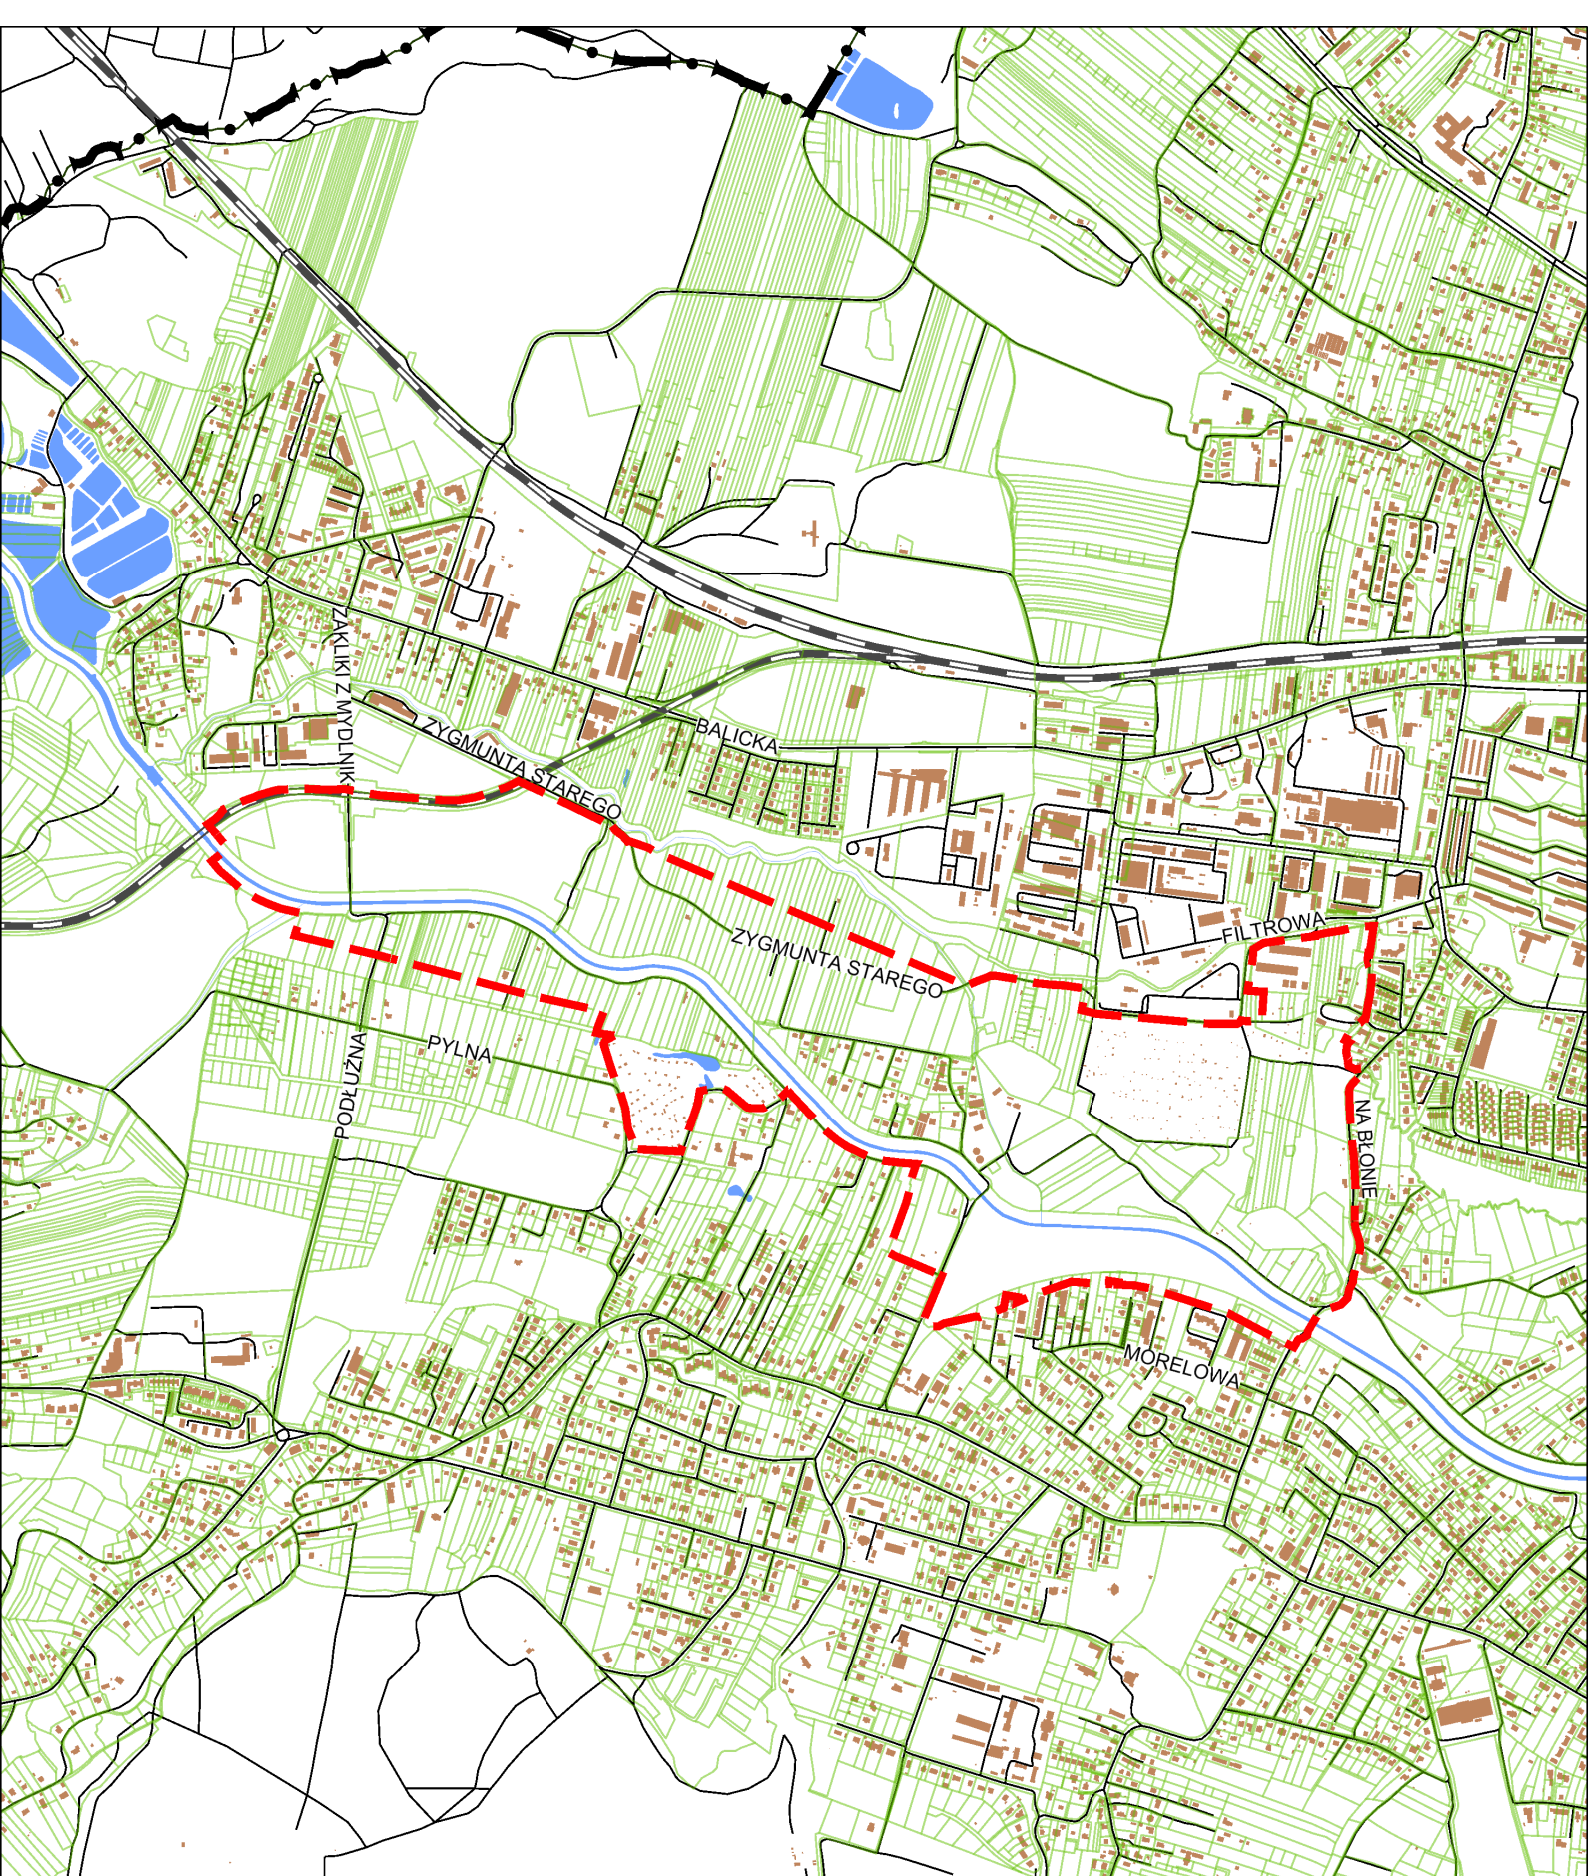 ZAKLIKI Z MYDLNIK
ZYGMUNTA STAREGO
BALICKA
FILTROWA
ZYGMUNTA STAREGO
PYLNA
PODŁUŻNA
NA BŁONIE
MORELOWA